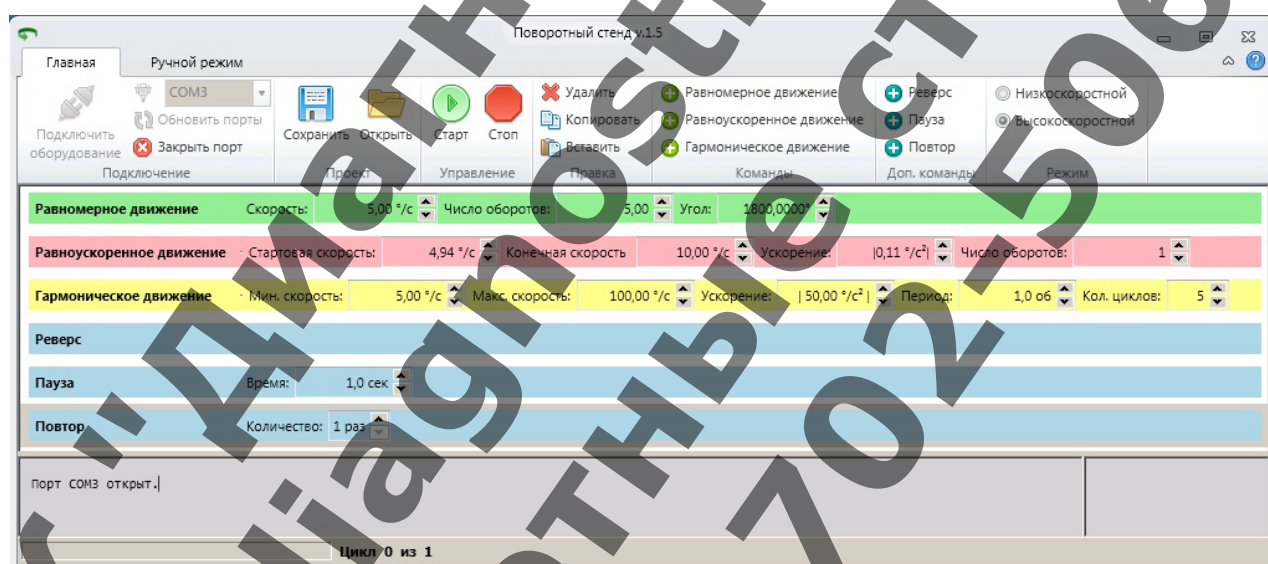 Поворотный стенд v.1.5
Главная Ручной режим
COM3 Удалить Равномерное движение Реверс Низкоскоростной
Подключить оборудование Обновить порты Сохранить Открыть Старт Стоп Копировать Равноускоренное движение Пауза Высокоскоростной
Закрыть порт Вставить Гармоническое движение Повтор
Подключение Проект Управление Правка Команды Доп. команды Режим
Равномерное движение Скорость: 5,00 °/с Число оборотов: 5,00 Угол: 1800,0000°
Равноускоренное движение Стартовая скорость: 4,94 °/с Конечная скорость 10,00 °/с Ускорение: |0,11 °/с²| Число оборотов: 1
Гармоническое движение Мин. скорость: 5,00 °/с Макс. скорость: 100,00 °/с Ускорение: | 50,00 °/с² | Период: 1,0 об Кол. циклов: 5
Реверс
Пауза Время: 1,0 сек
Повтор Количество: 1 раз
Порт COM3 открыт.
Цикл 0 из 1